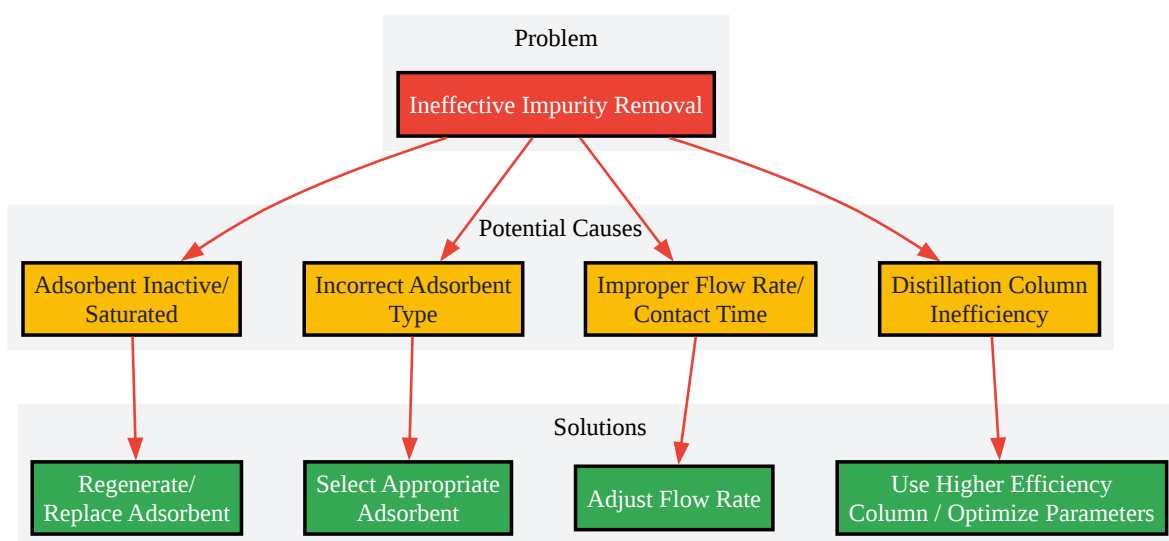 Problem
Ineffective Impurity Removal
Potential Causes
Adsorbent Inactive/
Saturated
Incorrect Adsorbent
Type
Improper Flow Rate/
Contact Time
Distillation Column
Inefficiency
Solutions
Regenerate/
Replace Adsorbent
Select Appropriate
Adsorbent
Adjust Flow Rate
Use Higher Efficiency
Column / Optimize Parameters